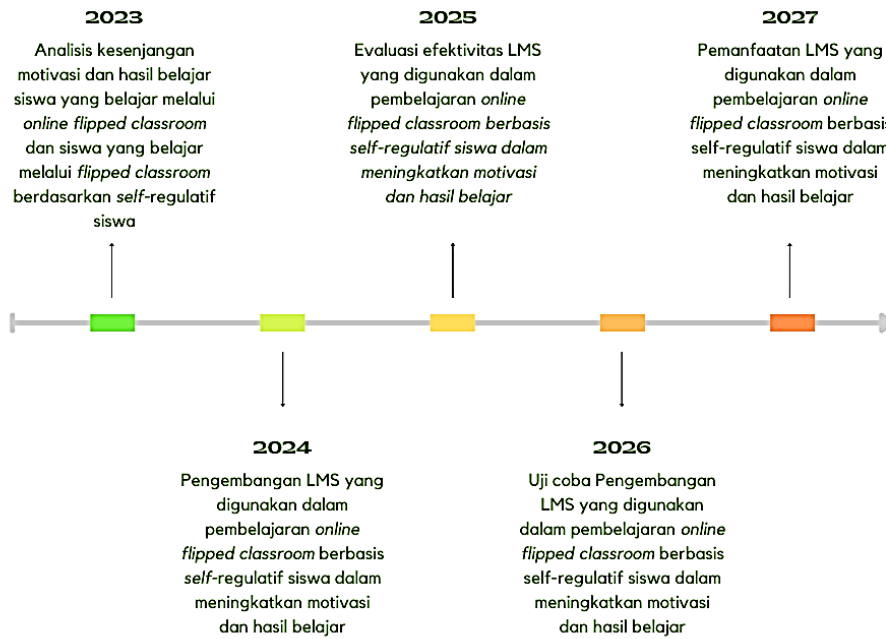 2023
Analisis kesenjangan
motivasi dan hasil belajar
siswa yang belajar melalui
online flipped classroom
dan siswa yang belajar
melalui flipped classroom
berdasarkan self-regulatif
siswa
2025
Evaluasi efektivitas LMS
yang digunakan dalam
pembelajaran online
flipped classroom berbasis
self-regulatif siswa dalam
meningkatkan motivasi
dan hasil belajar
2027
Pemanfaatan LMS yang
digunakan dalam
pembelajaran online
flipped classroom berbasis
self-regulatif siswa dalam
meningkatkan motivasi
dan hasil belajar
2024
Pengembangan LMS yang
digunakan dalam
pembelajaran online
flipped classroom berbasis
self-regulatif siswa dalam
meningkatkan motivasi
dan hasil belajar
2026
Uji coba Pengembangan
LMS yang digunakan
dalam pembelajaran online
flipped classroom berbasis
self-regulatif siswa dalam
meningkatkan motivasi
dan hasil belajar